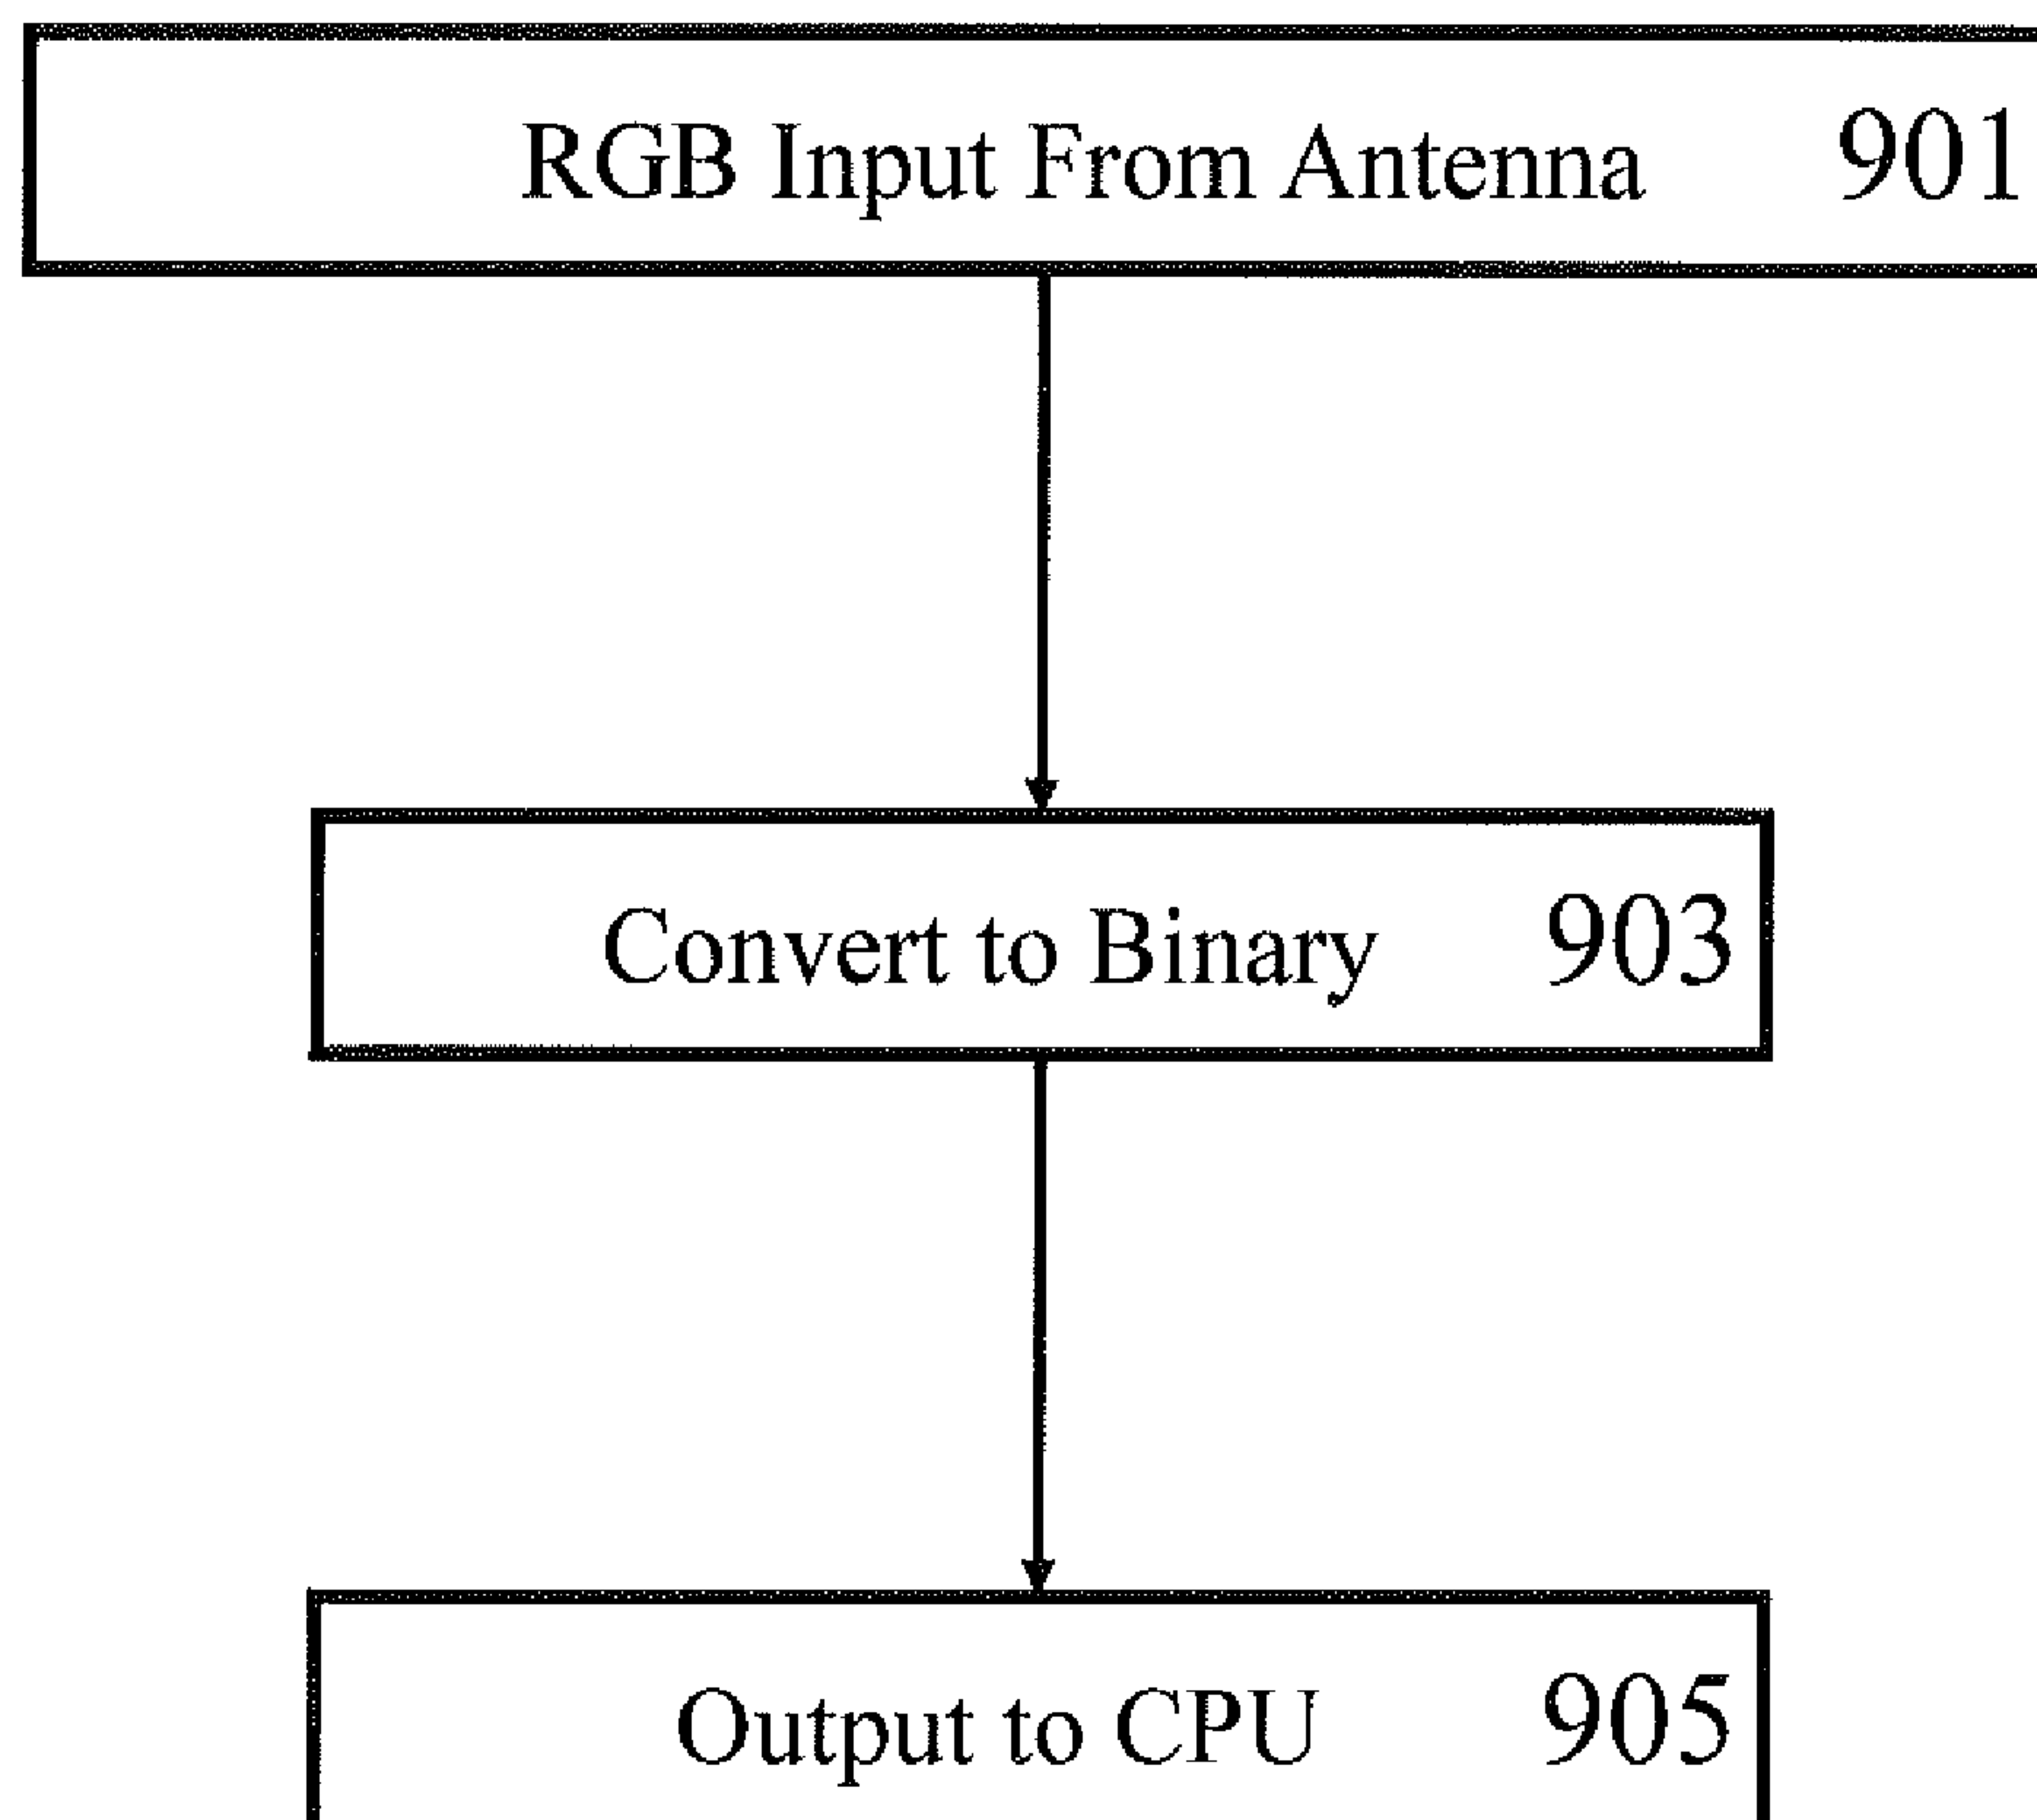 RGB Input From Antenna 901
Convert to Binary 903
Output to CPU 905